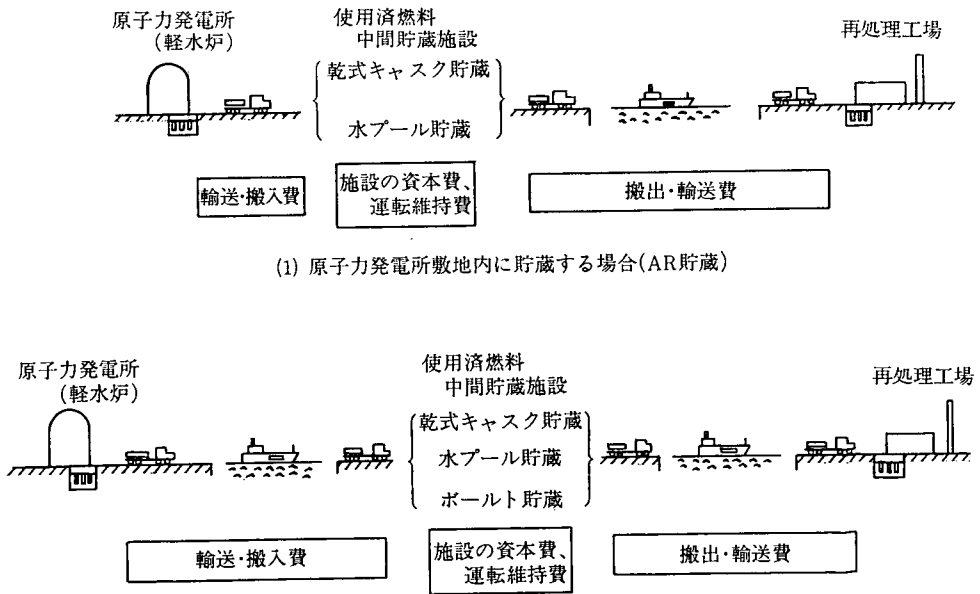 原子力発電所
(軽水炉)
使用済燃料
中間貯蔵施設
再処理工場
乾式キャスク貯蔵
水プール貯蔵
輸送・搬入費
施設の資本費、
運転維持費
搬出・輸送費
(1) 原子力発電所敷地内に貯蔵する場合(AR貯蔵)
原子力発電所
(軽水炉)
使用済燃料
中間貯蔵施設
再処理工場
乾式キャスク貯蔵
水プール貯蔵
ボールト貯蔵
輸送・搬入費
施設の資本費、
運転維持費
搬出・輸送費